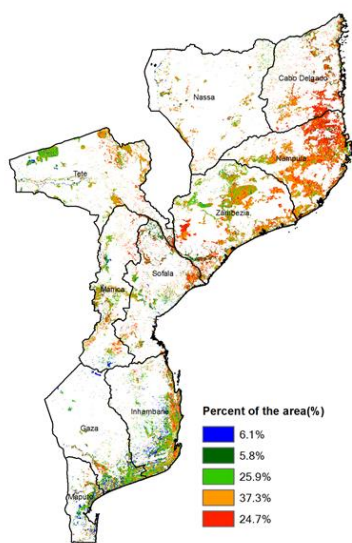 Cabo Delgado
Nassa
Nampula
Tete
Zambezia
Sofala
Manica
Inhambane
Gaza
Maputo
Percent of the area(%)
6.1%
5.8%
25.9%
37.3%
24.7%